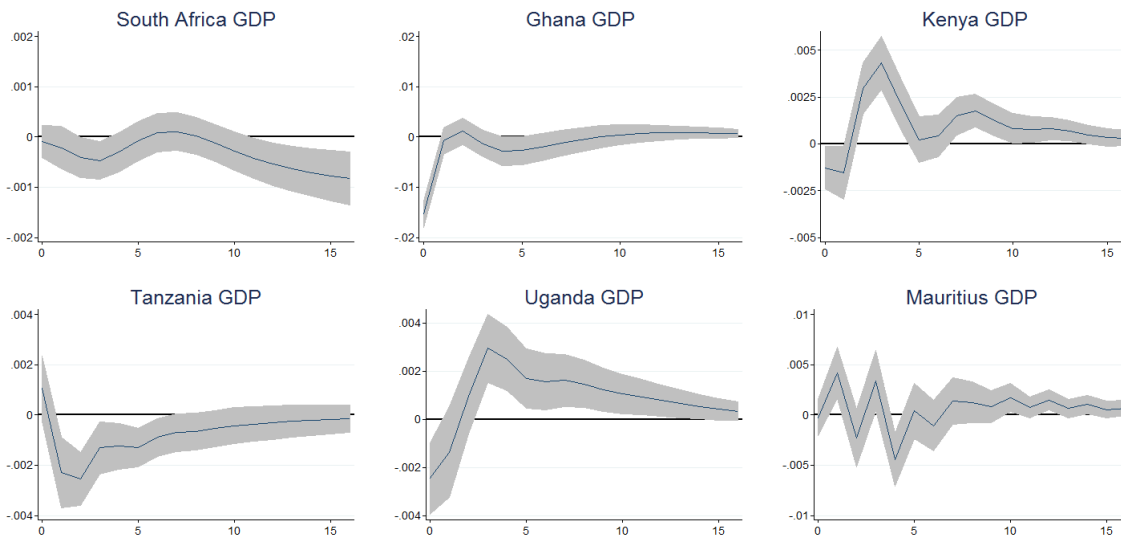 South Africa GDP
.002
.001
0
-.001
-.002
0 5 10 15
Ghana GDP
.02
.01
0
-.01
-.02
0 5 10 15
Kenya GDP
.005
.0025
0
-.0025
-.005
0 5 10 15
Tanzania GDP
.004
.002
0
-.002
-.004
0 5 10 15
Uganda GDP
.004
.002
0
-.002
-.004
0 5 10 15
Mauritius GDP
.01
.005
0
-.005
-.01
0 5 10 15